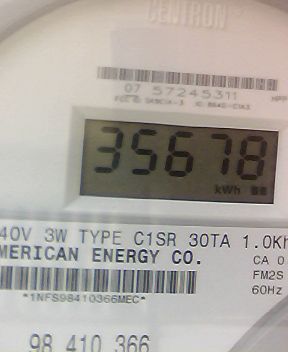 CENTRON
07 57245311
35678
kWh
40V 3W TYPE C1SR 30TA 1.0Kh
MERICAN ENERGY CO.
CA 0
FM2S
60Hz
*1NFS98410366MEC*
98 410 366